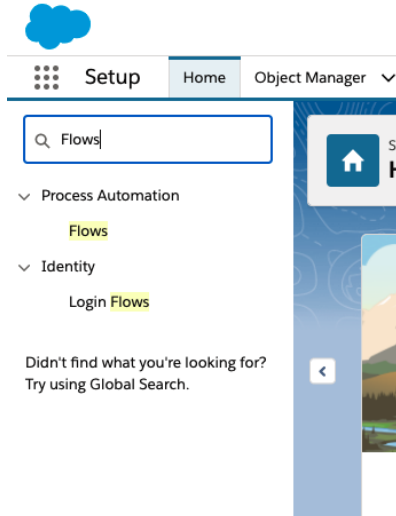 Setup
Home
Object Manager
Flows
Process Automation
Flows
Identity
Login Flows
Didn't find what you're looking for?
Try using Global Search.